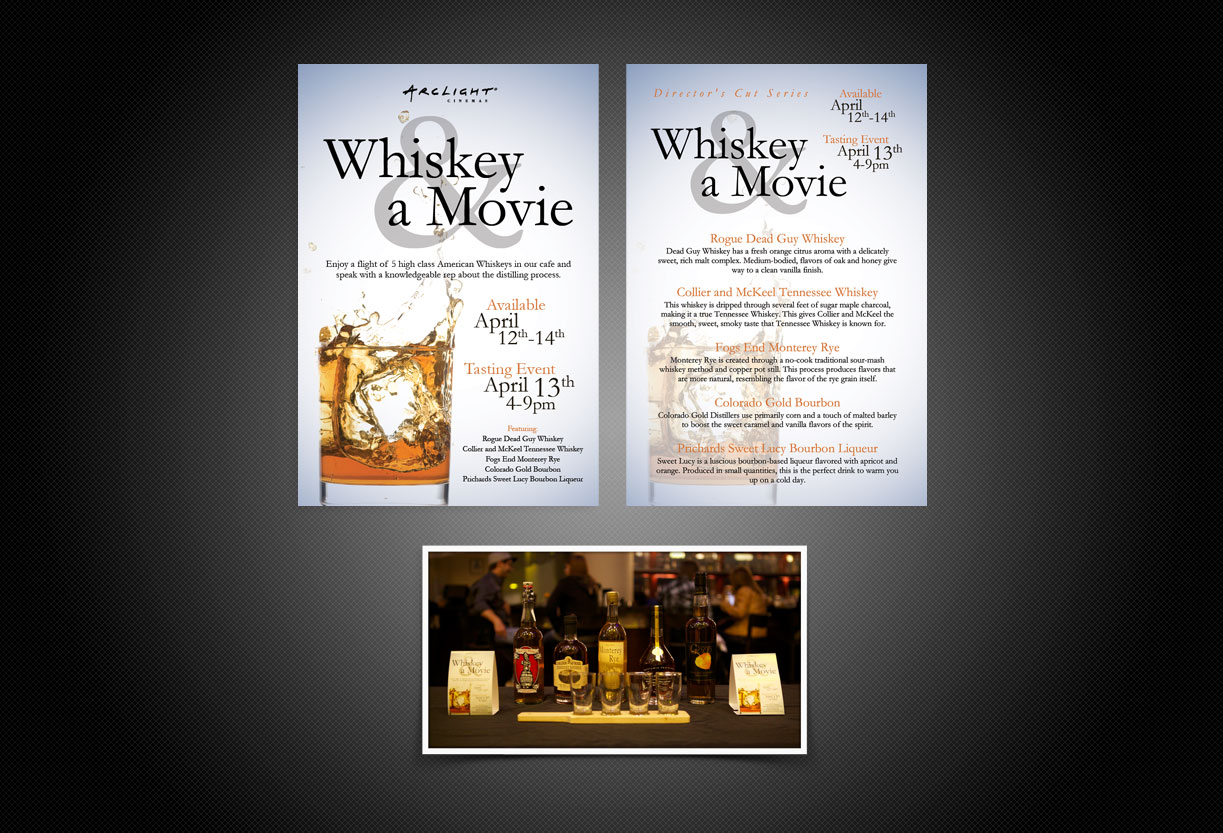 ARCLIGHT®
CINEMAS
Whiskey
&
a Movie
Enjoy a flight of 5 high class American Whiskeys in our cafe and
speak with a knowledgeable rep about the distilling process.
Available
April
12th-14th
Tasting Event
April 13th
4-9pm
Featuring:
Rogue Dead Guy Whiskey
Collier and McKeel Tennessee Whiskey
Fogs End Monterey Rye
Colorado Gold Bourbon
Prichards Sweet Lucy Bourbon Liqueur
Director's Cut Series
Available
April
12th-14th
Tasting Event
April 13th
4-9pm
Whiskey
&
a Movie
Rogue Dead Guy Whiskey
Dead Guy Whiskey has a fresh orange citrus aroma with a delicately
sweet, rich malt complex. Medium-bodied, flavors of oak and honey give
way to a clean vanilla finish.
Collier and McKeel Tennessee Whiskey
This whiskey is dripped through several feet of sugar maple charcoal,
making it a true Tennessee Whiskey. This gives Collier and McKeel the
smooth, sweet, smoky taste that Tennessee Whiskey is known for.
Fogs End Monterey Rye
Monterey Rye is created through a no-cook traditional sour-mash
whiskey method and copper pot still. This process produces flavors that
are more natural, resembling the flavor of the rye grain itself.
Colorado Gold Bourbon
Colorado Gold Distillers use primarily corn and a touch of malted barley
to boost the sweet caramel and vanilla flavors of the spirit.
Prichards Sweet Lucy Bourbon Liqueur
Sweet Lucy is a luscious bourbon-based liqueur flavored with apricot and
orange. Produced in small quantities, this is the perfect drink to warm you
up on a cold day.
Whiskey
a Movie
Monterey
Rye
Whiskey
a Movie